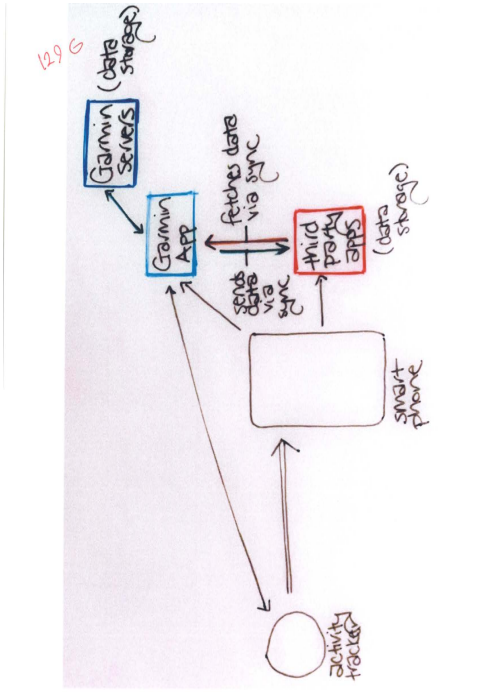 129 G
Garmin
Servers
(data
storage)
Garmin
App
fetches data
via sync
sends
data
via
sync
third
party
apps
(data
storage)
smart
phone
activity
tracker